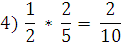 4) 1/2 * 2/5 = 2/10